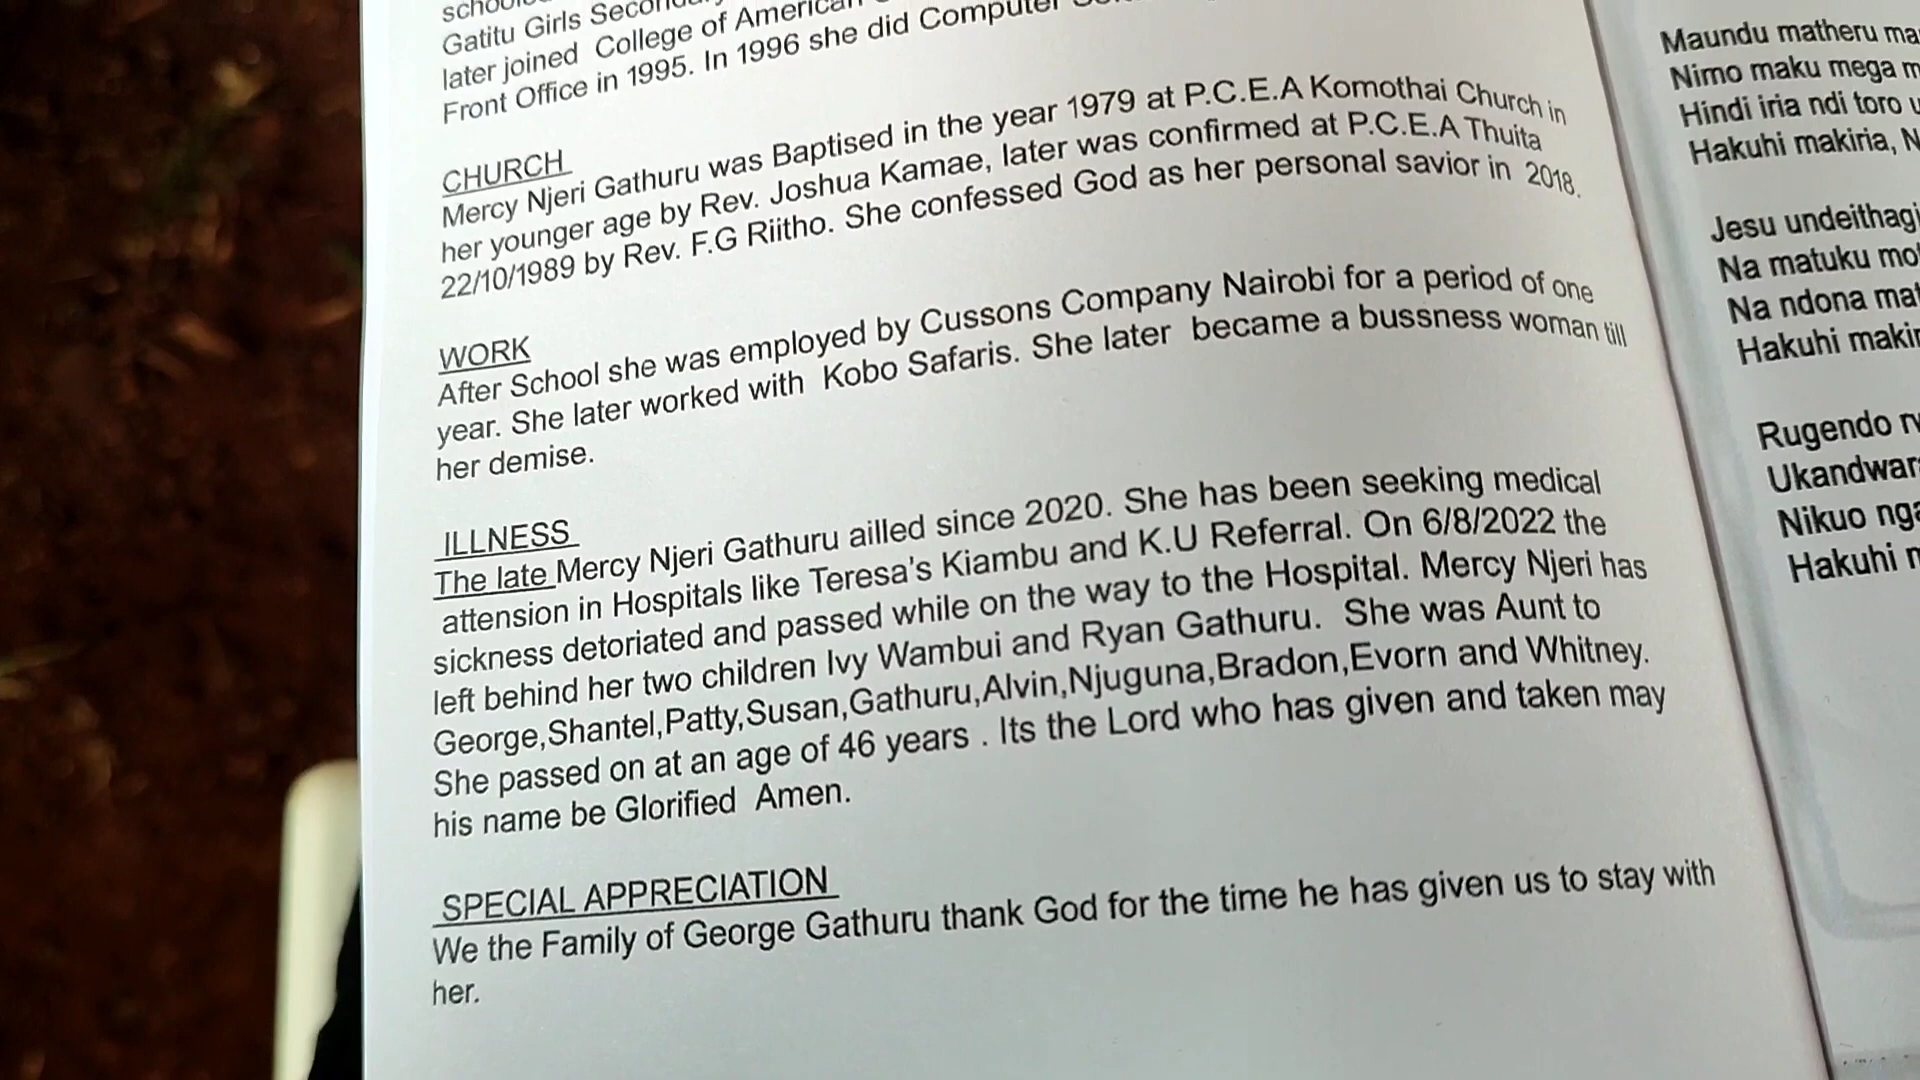 Gatitu Girls
later joined College of American
Front Office in 1995. In 1996 she did Computer
CHURCH
Mercy Njeri Gathuru was Baptised in the year 1979 at P.C.E.A Komothai Church in
her younger age by Rev. Joshua Kamae, later was confirmed at P.C.E.A Thuita
22/10/1989 by Rev. F.G Riitho. She confessed God as her personal savior in 2018.
WORK
After School she was employed by Cussons Company Nairobi for a period of one
year. She later worked with Kobo Safaris. She later became a bussness woman till
her demise.
ILLNESS
The late Mercy Njeri Gathuru ailled since 2020. She has been seeking medical
attension in Hospitals like Teresa's Kiambu and K.U Referral. On 6/8/2022 the
sickness detoriated and passed while on the way to the Hospital. Mercy Njeri has
left behind her two children Ivy Wambui and Ryan Gathuru. She was Aunt to
George,Shantel,Patty,Susan,Gathuru,Alvin,Njuguna,Bradon,Evorn and Whitney.
She passed on at an age of 46 years . Its the Lord who has given and taken may
his name be Glorified Amen.
SPECIAL APPRECIATION
We the Family of George Gathuru thank God for the time he has given us to stay with
her.
Maundu matheru
Nimo maku mega
Hindi iria ndi toro
Hakuhi makiria,
Jesu
Na matuku
Na ndona
Hakuhi
Rugendo
Nikuo
Hakuhi